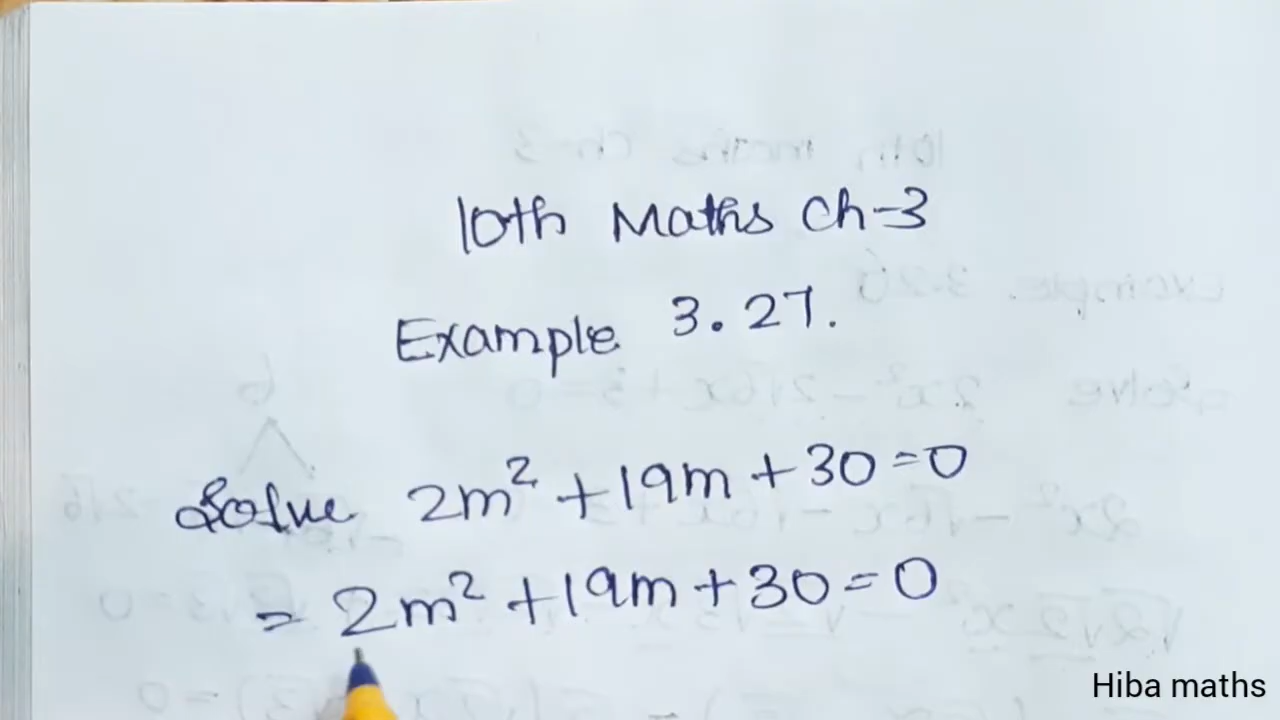 10th Maths Ch-3
Example 3.27.
Solve 2m² + 19m + 30 = 0
= 2m² + 19m + 30 = 0
Hiba maths